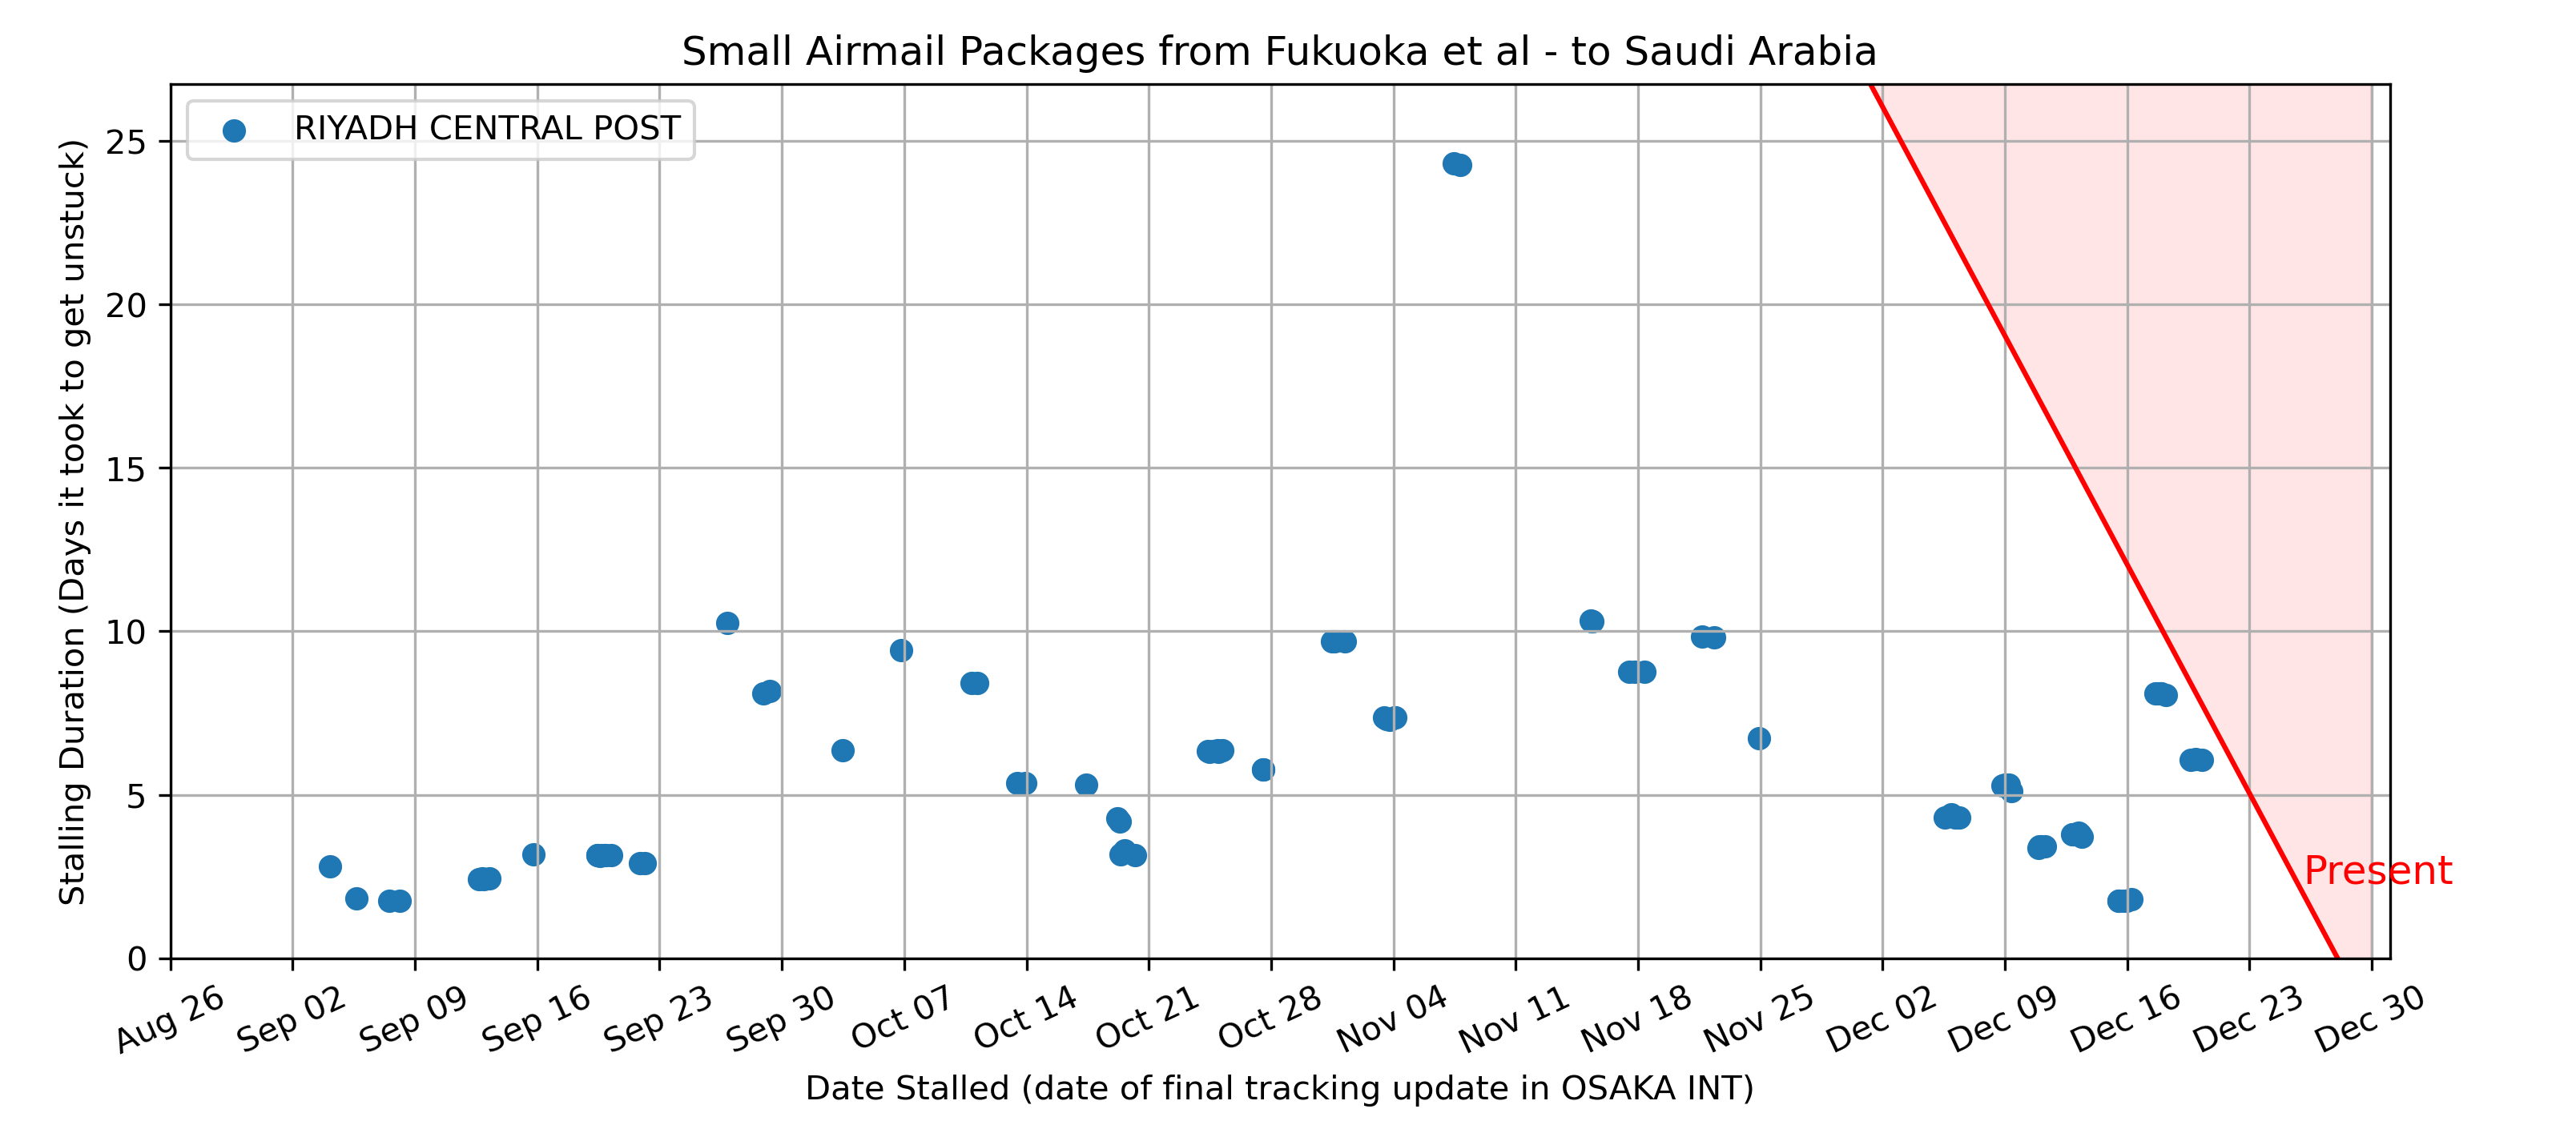 Small Airmail Packages from Fukuoka et al - to Saudi Arabia
RIYADH CENTRAL POST
Stalling Duration (Days it took to get unstuck)
25
20
15
10
5
0
Present
Aug 26
Sep 02
Sep 09
Sep 16
Sep 23
Sep 30
Oct 07
Oct 14
Oct 21
Oct 28
Nov 04
Nov 11
Nov 18
Nov 25
Dec 02
Dec 09
Dec 16
Dec 23
Dec 30
Date Stalled (date of final tracking update in OSAKA INT)